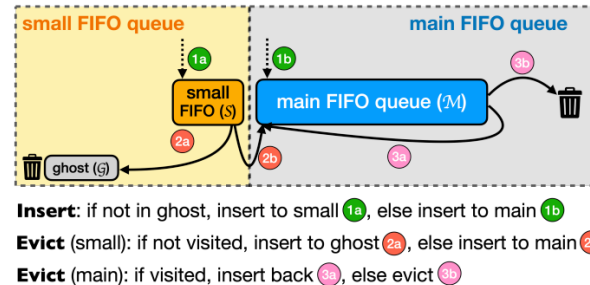 small FIFO queue
main FIFO queue
1a
1b
3b
small
FIFO (S)
main FIFO queue (M)
2a
2b
3a
ghost (G)
Insert: if not in ghost, insert to small 1a, else insert to main 1b
Evict (small): if not visited, insert to ghost 2a, else insert to main
Evict (main): if visited, insert back 3a, else evict 3b